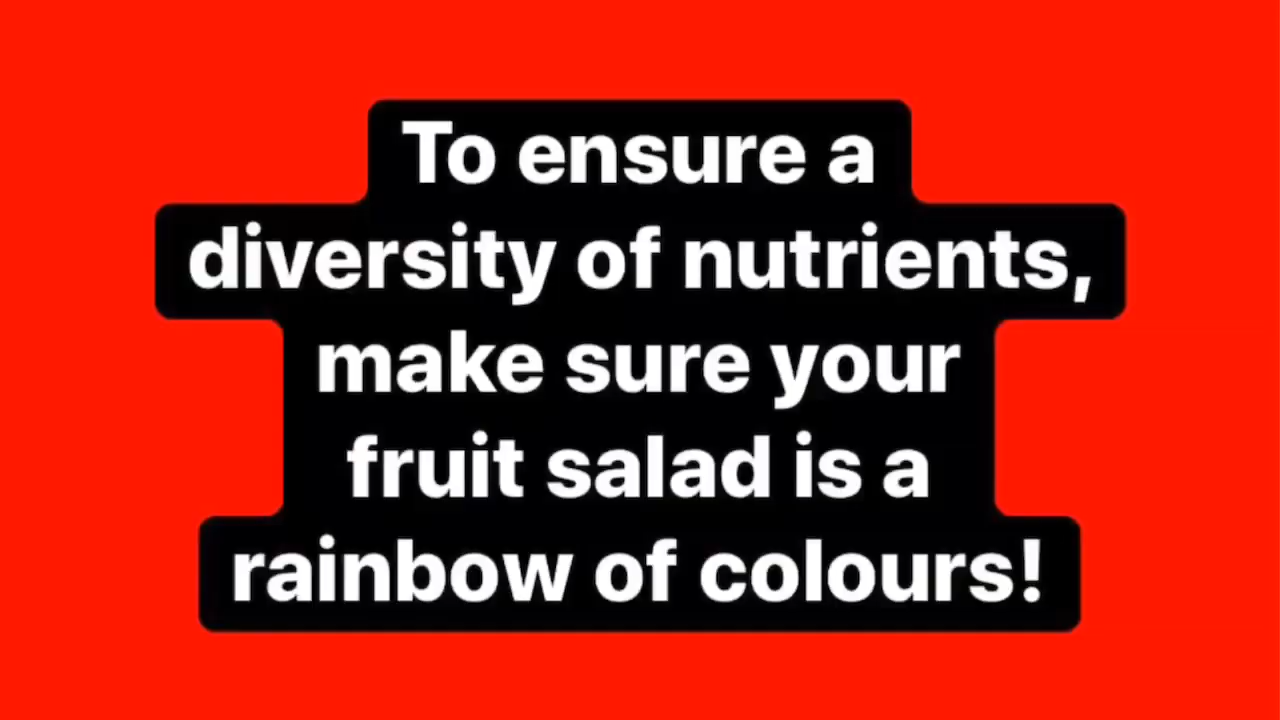 To ensure a
diversity of nutrients,
make sure your
fruit salad is a
rainbow of colours!